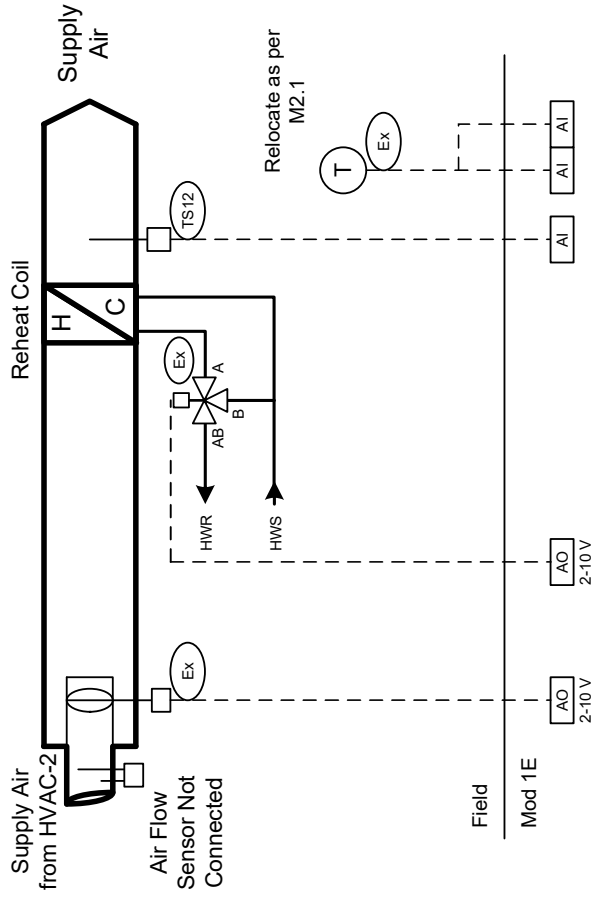 Supply Air
from HVAC-2
Air Flow
Sensor Not
Connected
Ex
Reheat Coil
H
C
Ex
A
B
AB
HWR
HWS
TS12
Supply
Air
Relocate as per
M2.1
T
Ex
Field
Mod 1E
AO
2-10 V
AO
2-10 V
AI
AI
AI